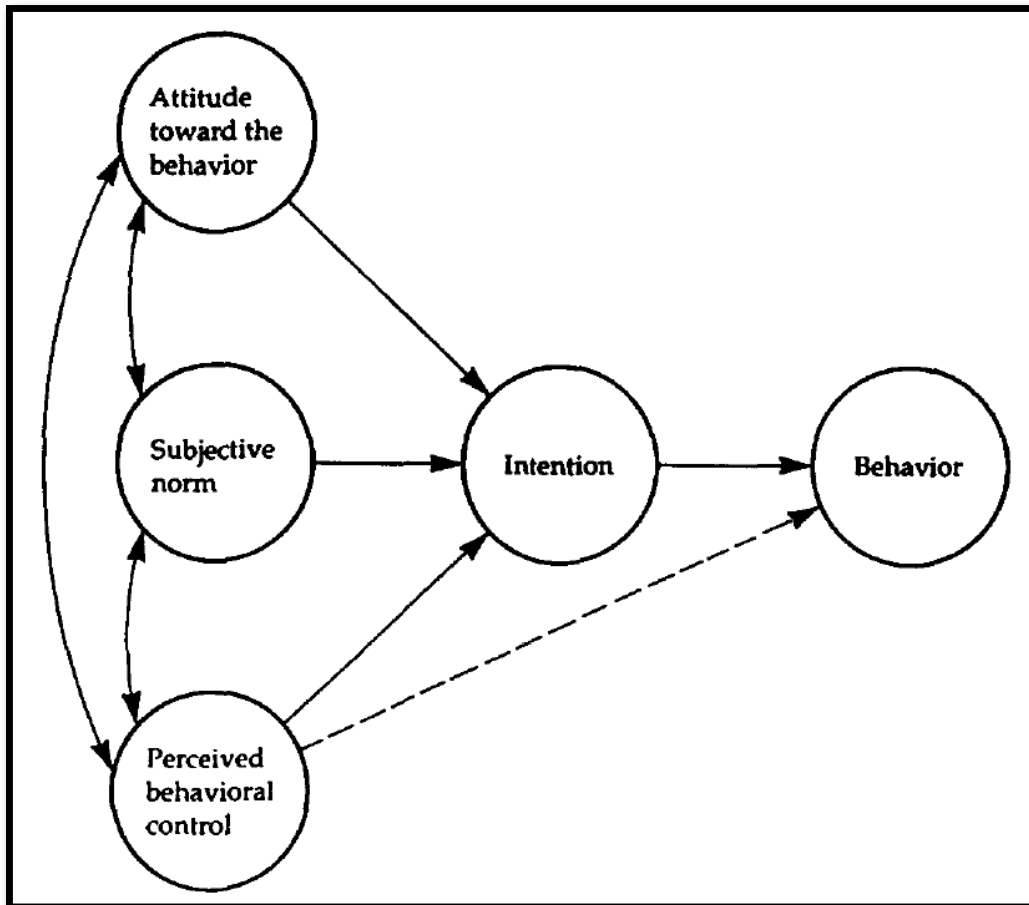 Attitude
toward the
behavior
Subjective
norm
Intention
Behavior
Perceived
behavioral
control